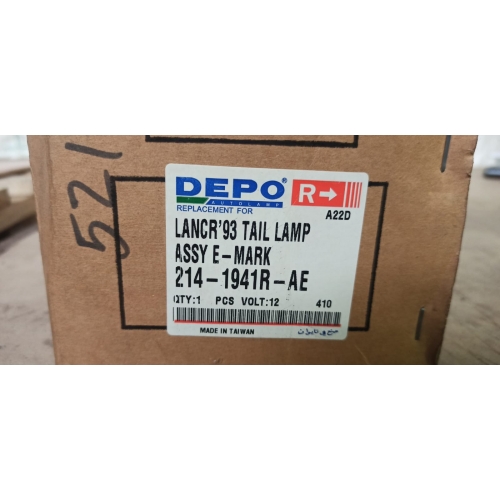 521
DEPO®
AUTOLAMP
R
REPLACEMENT FOR
A22D
LANCR'93 TAIL LAMP
ASSY E-MARK
214-1941R-AE
QTY:1 PCS VOLT:12 410
MADE IN TAIWAN